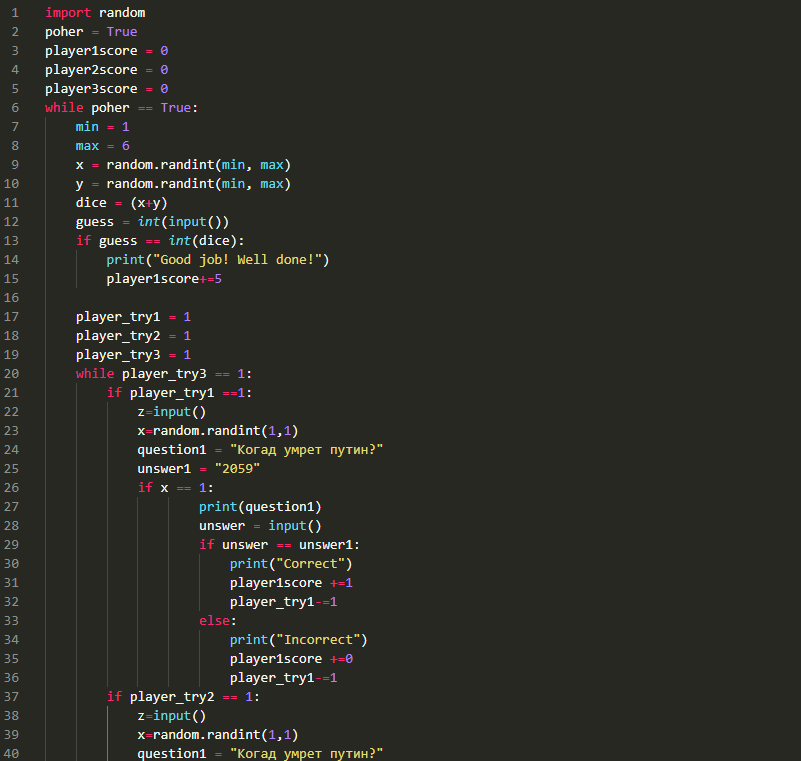 1 import random
2 poher = True
3 player1score = 0
4 player2score = 0
5 player3score = 0
6 while poher == True:
7 min = 1
8 max = 6
9 x = random.randint(min, max)
10 y = random.randint(min, max)
11 dice = (x+y)
12 guess = int(input())
13 if guess == int(dice):
14 print("Good job! Well done!")
15 player1score+=5
16
17 player_try1 = 1
18 player_try2 = 1
19 player_try3 = 1
20 while player_try3 == 1:
21 if player_try1 ==1:
22 z=input()
23 x=random.randint(1,1)
24 question1 = "Когад умрет путин?"
25 unswer1 = "2059"
26 if x == 1:
27 print(question1)
28 unswer = input()
29 if unswer == unswer1:
30 print("Correct")
31 player1score +=1
32 player_try1-=1
33 else:
34 print("Incorrect")
35 player1score +=0
36 player_try1-=1
37 if player_try2 == 1:
38 z=input()
39 x=random.randint(1,1)
40 question1 = "Когад умрет путин?"